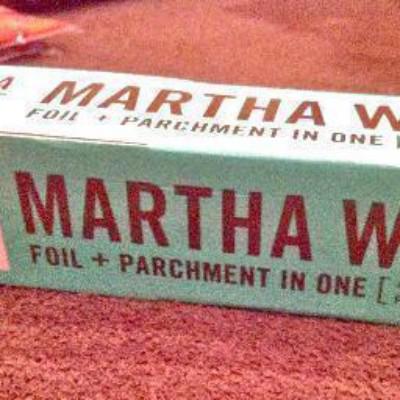 MARTHA W
FOIL + PARCHMENT IN ONE
MARTHA W
FOIL + PARCHMENT IN ONE [